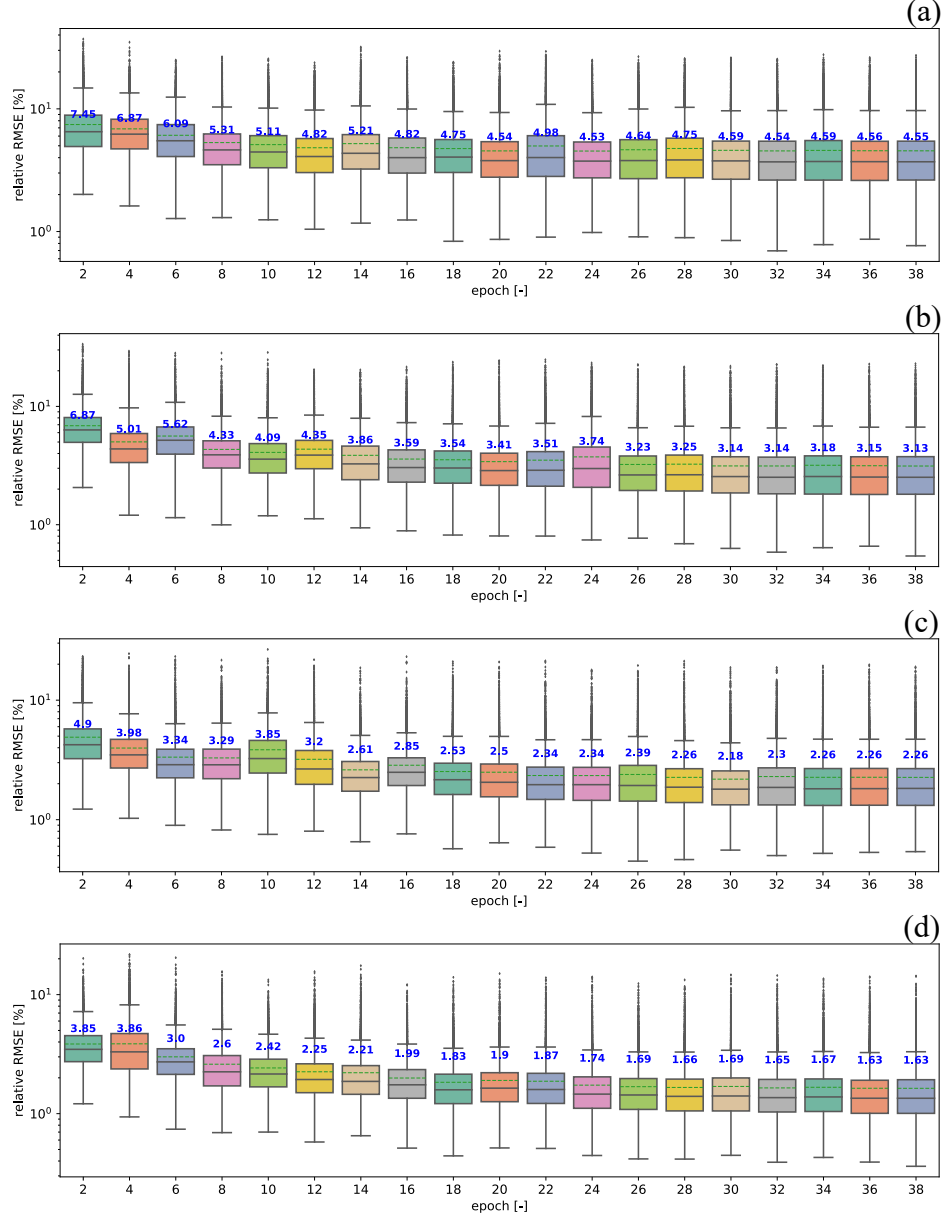 (a)
relative RMSE [%]
10¹
10⁰
7.45 6.87 6.09 5.31 5.11 4.82 5.21 4.82 4.75 4.54 4.98 4.53 4.64 4.75 4.59 4.54 4.59 4.56 4.55
2 4 6 8 10 12 14 16 18 20 22 24 26 28 30 32 34 36 38
epoch [-]
(b)
relative RMSE [%]
10¹
10⁰
6.87 5.01 5.62 4.33 4.09 4.35 3.86 3.59 3.54 3.41 3.51 3.74 3.23 3.25 3.14 3.14 3.18 3.15 3.13
2 4 6 8 10 12 14 16 18 20 22 24 26 28 30 32 34 36 38
epoch [-]
(c)
relative RMSE [%]
10¹
10⁰
4.9 3.98 3.34 3.29 3.85 3.2 2.61 2.85 2.53 2.5 2.34 2.34 2.39 2.26 2.18 2.3 2.26 2.26 2.26
2 4 6 8 10 12 14 16 18 20 22 24 26 28 30 32 34 36 38
epoch [-]
(d)
relative RMSE [%]
10¹
10⁰
3.85 3.86 3.0 2.6 2.42 2.25 2.21 1.99 1.83 1.9 1.87 1.74 1.69 1.66 1.69 1.65 1.67 1.63 1.63
2 4 6 8 10 12 14 16 18 20 22 24 26 28 30 32 34 36 38
epoch [-]